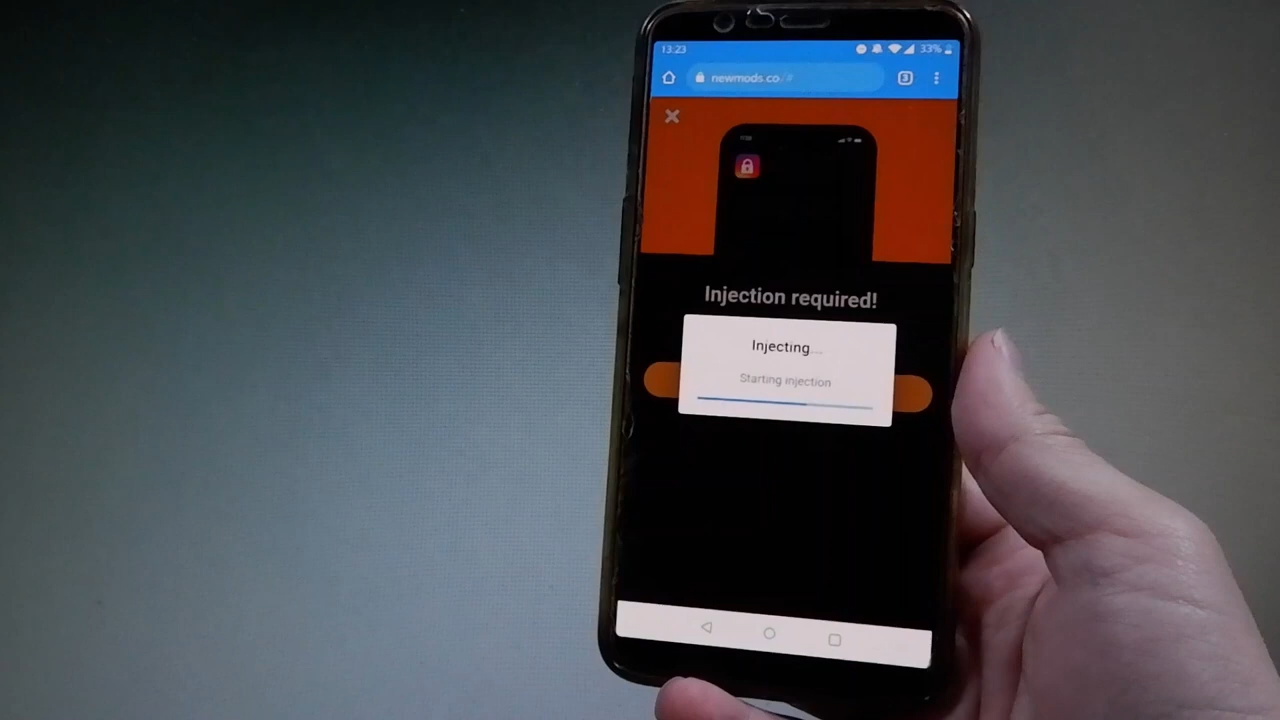 13:23
33%
3
newmods.co/#
Injection required!
Injecting....
Starting injection